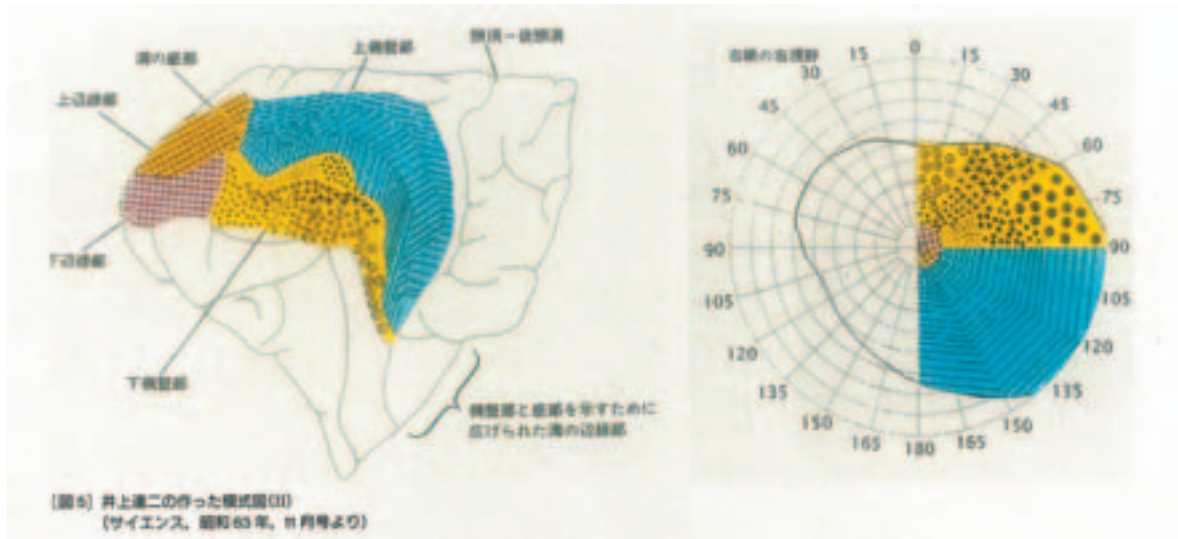 溝の底部
上側壁部
頭頂−後頭溝
上辺縁部
下辺縁部
下側壁部
側壁部と底部を示すために
広げられた溝の辺縁部
[図5] 井上達二の作った模式図(II)
(サイエンス、昭和63年、11月号より)
右眼の右視野
0
15
15
30
30
45
45
60
60
75
75
90
90
105
105
120
120
135
135
150
150
165
165
180